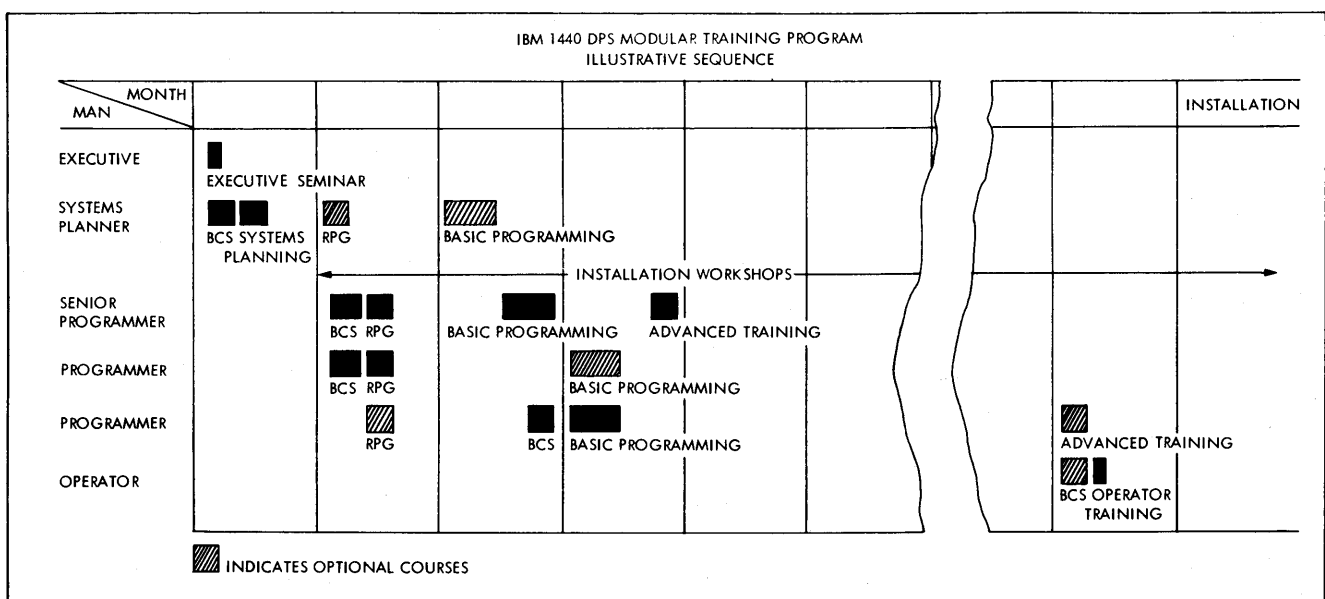 IBM 1440 DPS MODULAR TRAINING PROGRAM
ILLUSTRATIVE SEQUENCE
MONTH
MAN
INSTALLATION
EXECUTIVE
EXECUTIVE SEMINAR
SYSTEMS
PLANNER
BCS SYSTEMS
PLANNING
RPG
BASIC PROGRAMMING
INSTALLATION WORKSHOPS
SENIOR
PROGRAMMER
BCS RPG
BASIC PROGRAMMING
ADVANCED TRAINING
PROGRAMMER
BCS RPG
BASIC PROGRAMMING
PROGRAMMER
RPG
BCS
BASIC PROGRAMMING
ADVANCED TRAINING
OPERATOR
BCS OPERATOR
TRAINING
INDICATES OPTIONAL COURSES